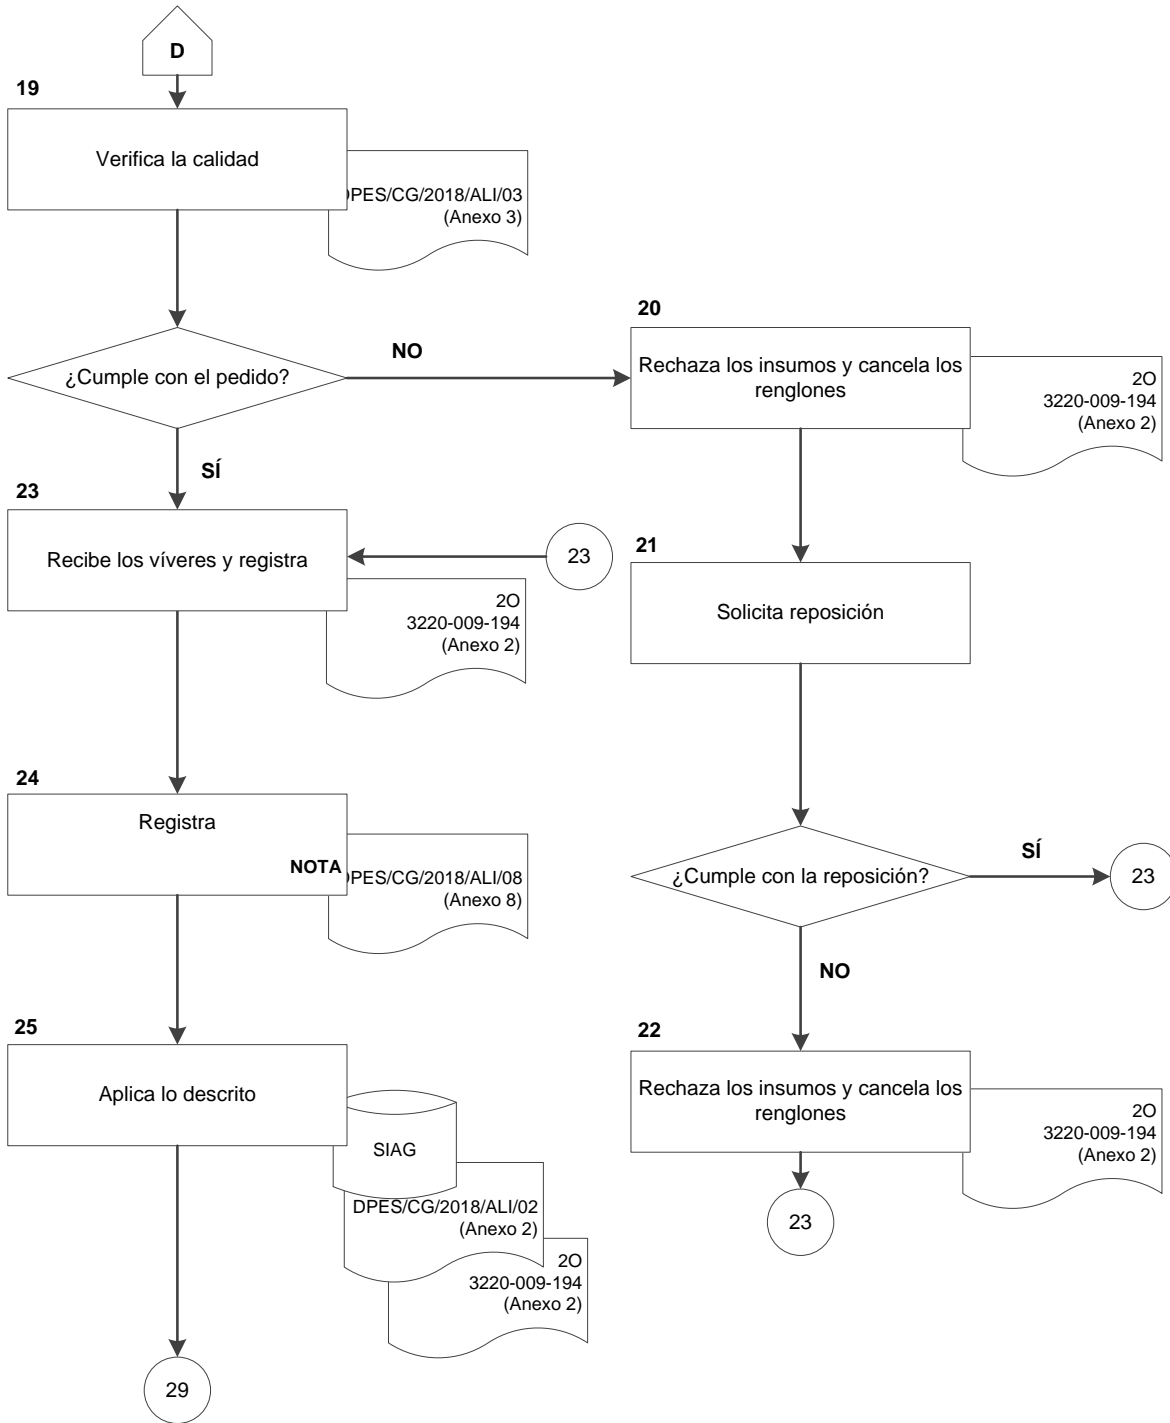 D
19
Verifica la calidad
PES/CG/2018/ALI/03
(Anexo 3)
¿Cumple con el pedido?
NO
SÍ
20
Rechaza los insumos y cancela los
renglones
2O
3220-009-194
(Anexo 2)
23
Recibe los víveres y registra
23
2O
3220-009-194
(Anexo 2)
21
Solicita reposición
24
Registra
NOTA
PES/CG/2018/ALI/08
(Anexo 8)
¿Cumple con la reposición?
SÍ
23
NO
25
Aplica lo descrito
SIAG
DPES/CG/2018/ALI/02
(Anexo 2)
2O
3220-009-194
(Anexo 2)
22
Rechaza los insumos y cancela los
renglones
2O
3220-009-194
(Anexo 2)
23
29